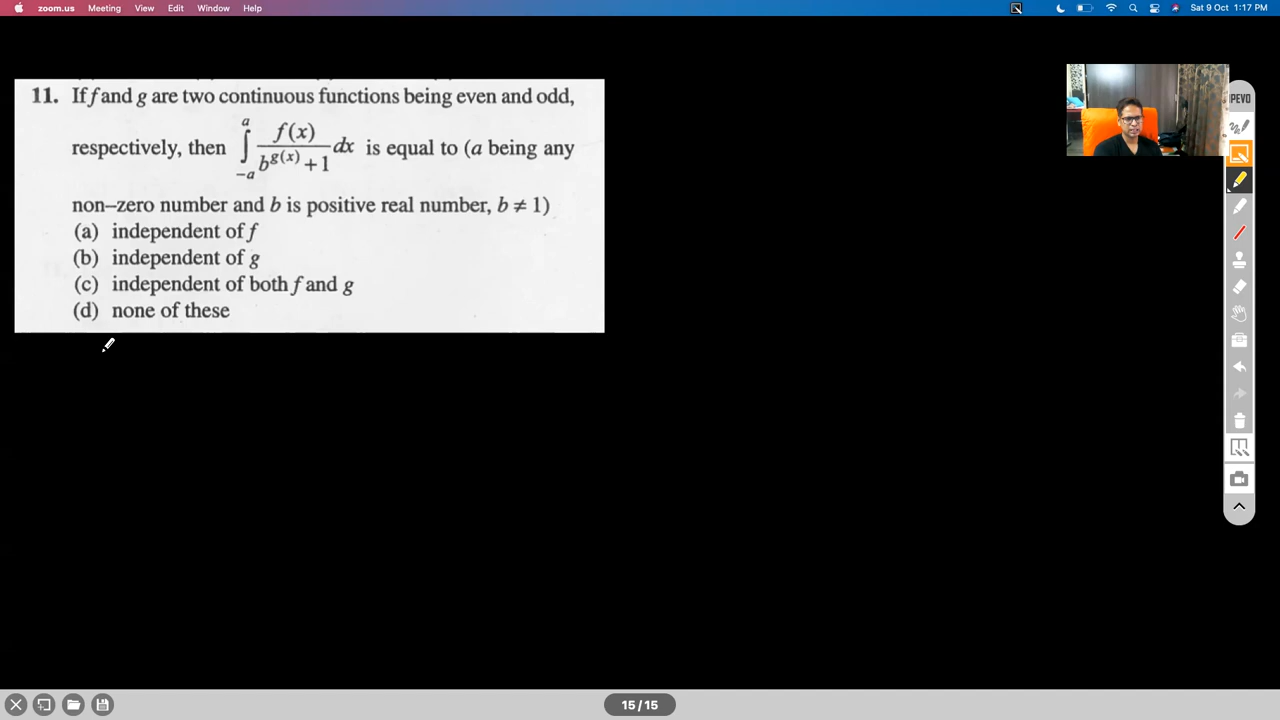 zoom.us Meeting View Edit Window Help Sat 9 Oct 1:17 PM
11. If f and g are two continuous functions being even and odd,
respectively, then ∫_{-a}^{a} f(x)/(b^{g(x)}+1) dx is equal to (a being any
non–zero number and b is positive real number, b ≠ 1)
(a) independent of f
(b) independent of g
(c) independent of both f and g
(d) none of these
IPEVO
15/15